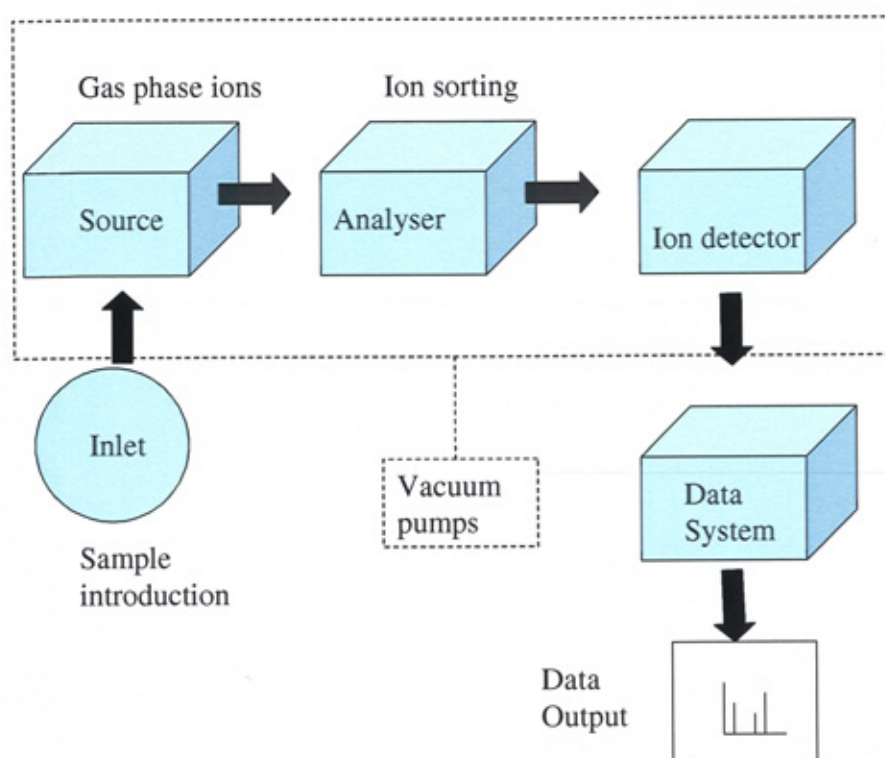 Gas phase ions
Ion sorting
Source
Analyser
Ion detector
Inlet
Vacuum
pumps
Data
System
Sample
introduction
Data
Output